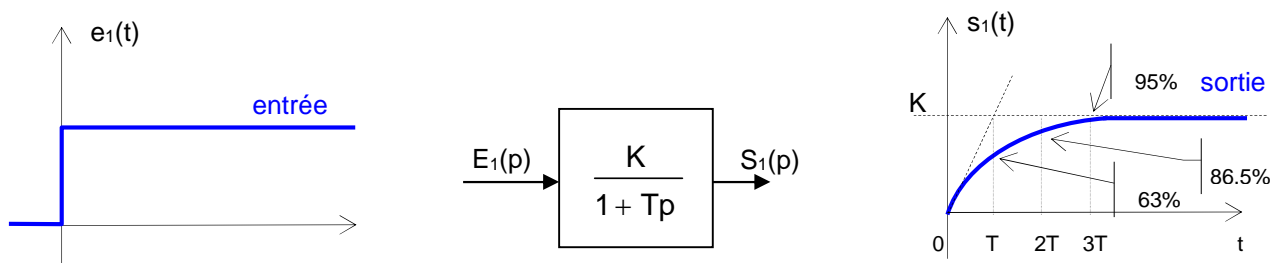 e₁(t)
entrée
E₁(p)
K
1 + Tp
S₁(p)
s₁(t)
95%
sortie
K
86.5%
63%
0 T 2T 3T t